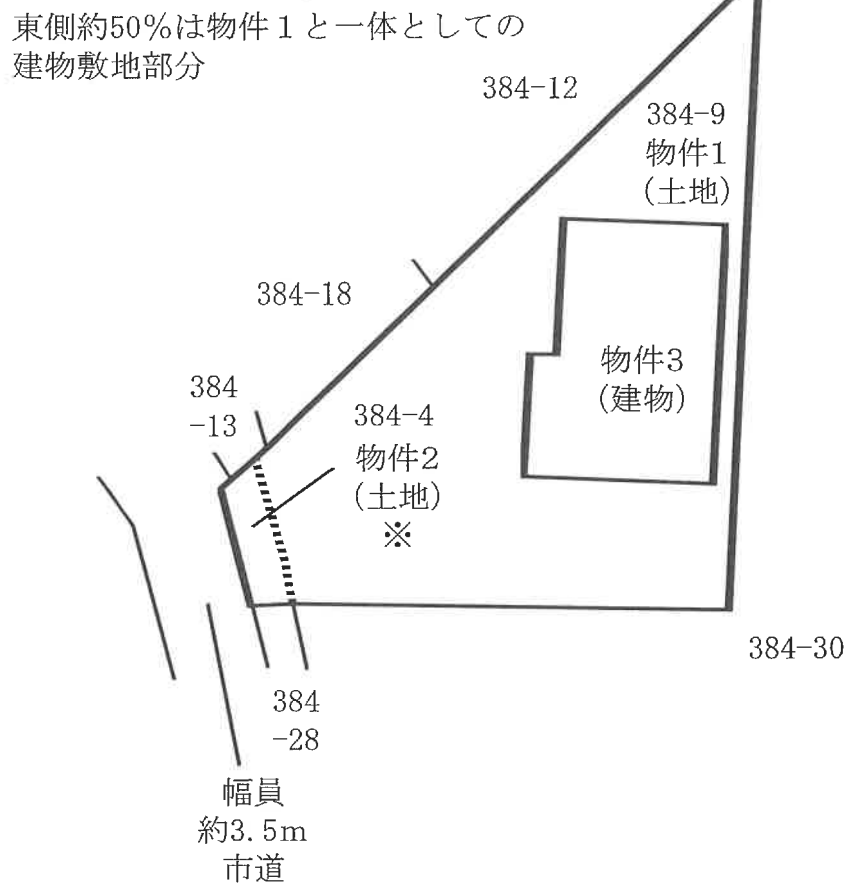 東側約50%は物件１と一体としての
建物敷地部分
384-12
384-9
物件1
(土地)
384-18
物件3
(建物)
384
-13
384-4
物件2
(土地)
※
384-30
384
-28
幅員
約3.5m
市道